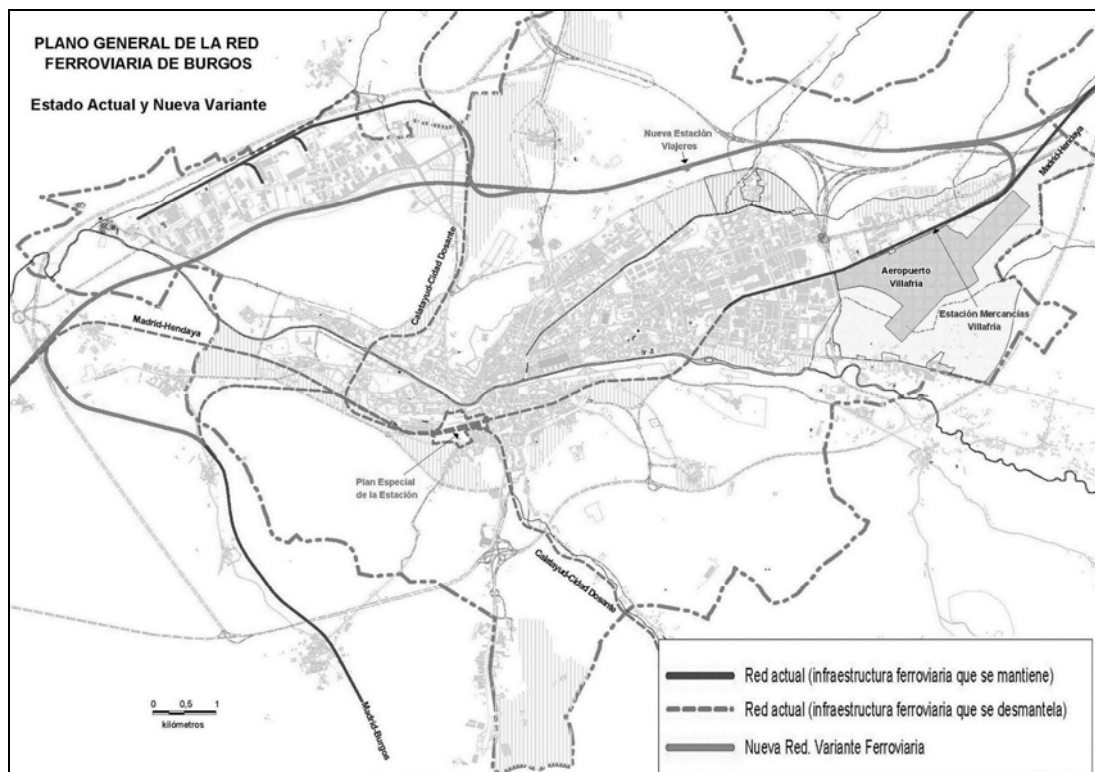 PLANO GENERAL DE LA RED
FERROVIARIA DE BURGOS
Estado Actual y Nueva Variante
Nueva Estación
Viajeros
Madrid-Hendaya
Calatayud-Cidad Dosante
Aeropuerto
Villafría
Madrid-Hendaya
Estación Mercancías
Villafría
Plan Especial
de la Estación
Calatayud-Cidad Dosante
Madrid-Burgos
0 0,5 1
kilómetros
Red actual (infraestructura ferroviaria que se mantiene)
Red actual (infraestructura ferroviaria que se desmantela)
Nueva Red. Variante Ferroviaria